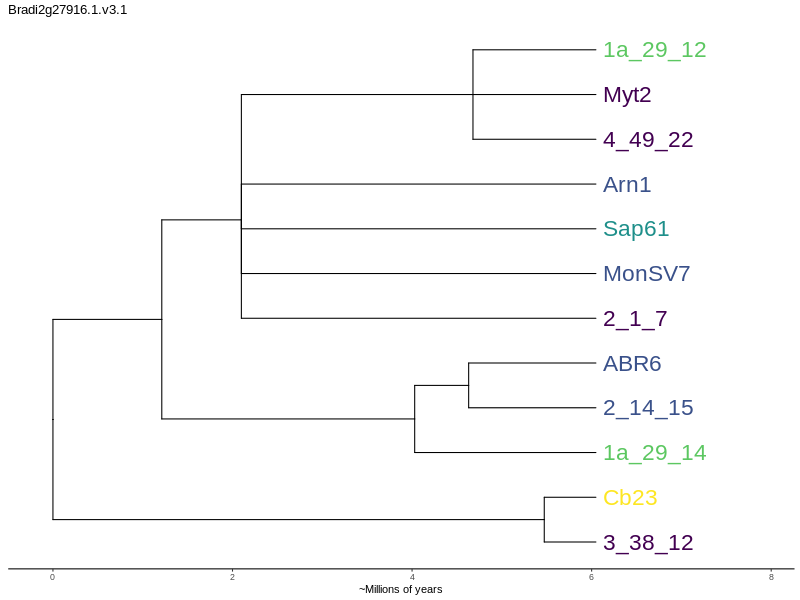 Bradi2g27916.1.v3.1
1a_29_12
Myt2
4_49_22
Arn1
Sap61
MonSV7
2_1_7
ABR6
2_14_15
1a_29_14
Cb23
3_38_12
0 2 4 6 8
~Millions of years